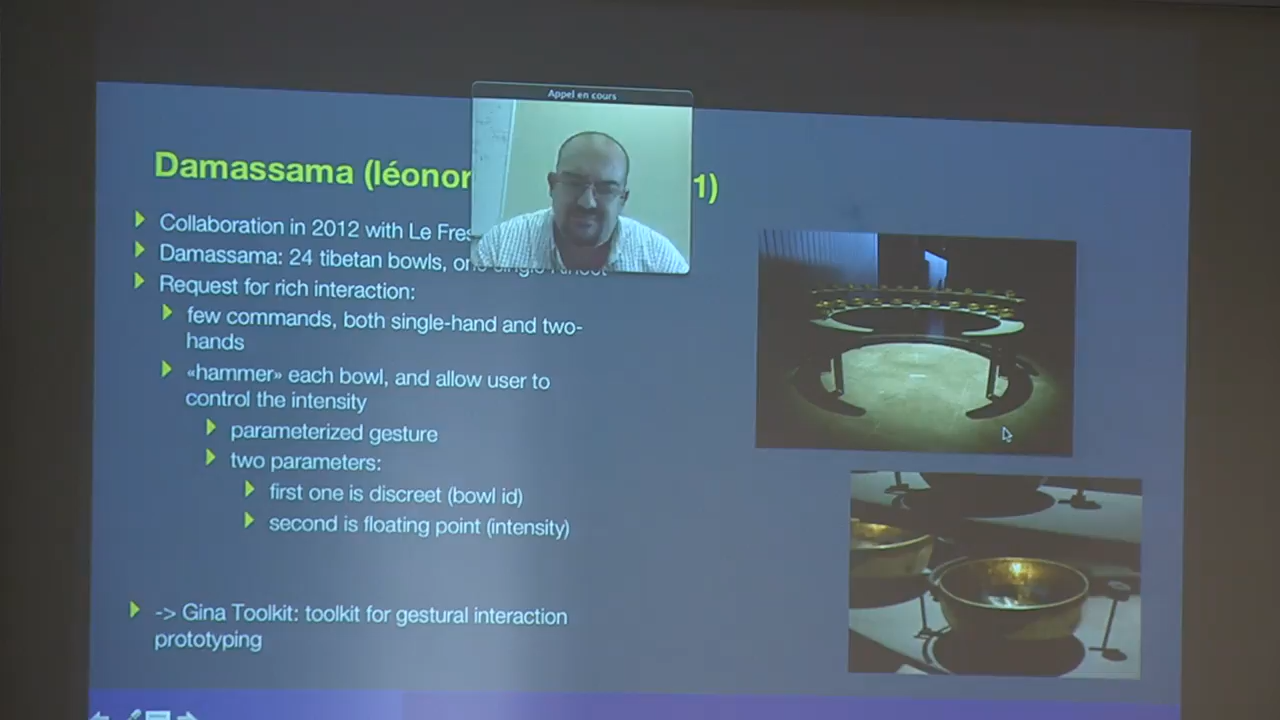 Appel en cours
Damassama (léonor 1)
Collaboration in 2012 with Le Fres
Damassama: 24 tibetan bowls, one single Kinect
Request for rich interaction:
few commands, both single-hand and two-
hands
«hammer» each bowl, and allow user to
control the intensity
parameterized gesture
two parameters:
first one is discreet (bowl id)
second is floating point (intensity)
-> Gina Toolkit: toolkit for gestural interaction
prototyping